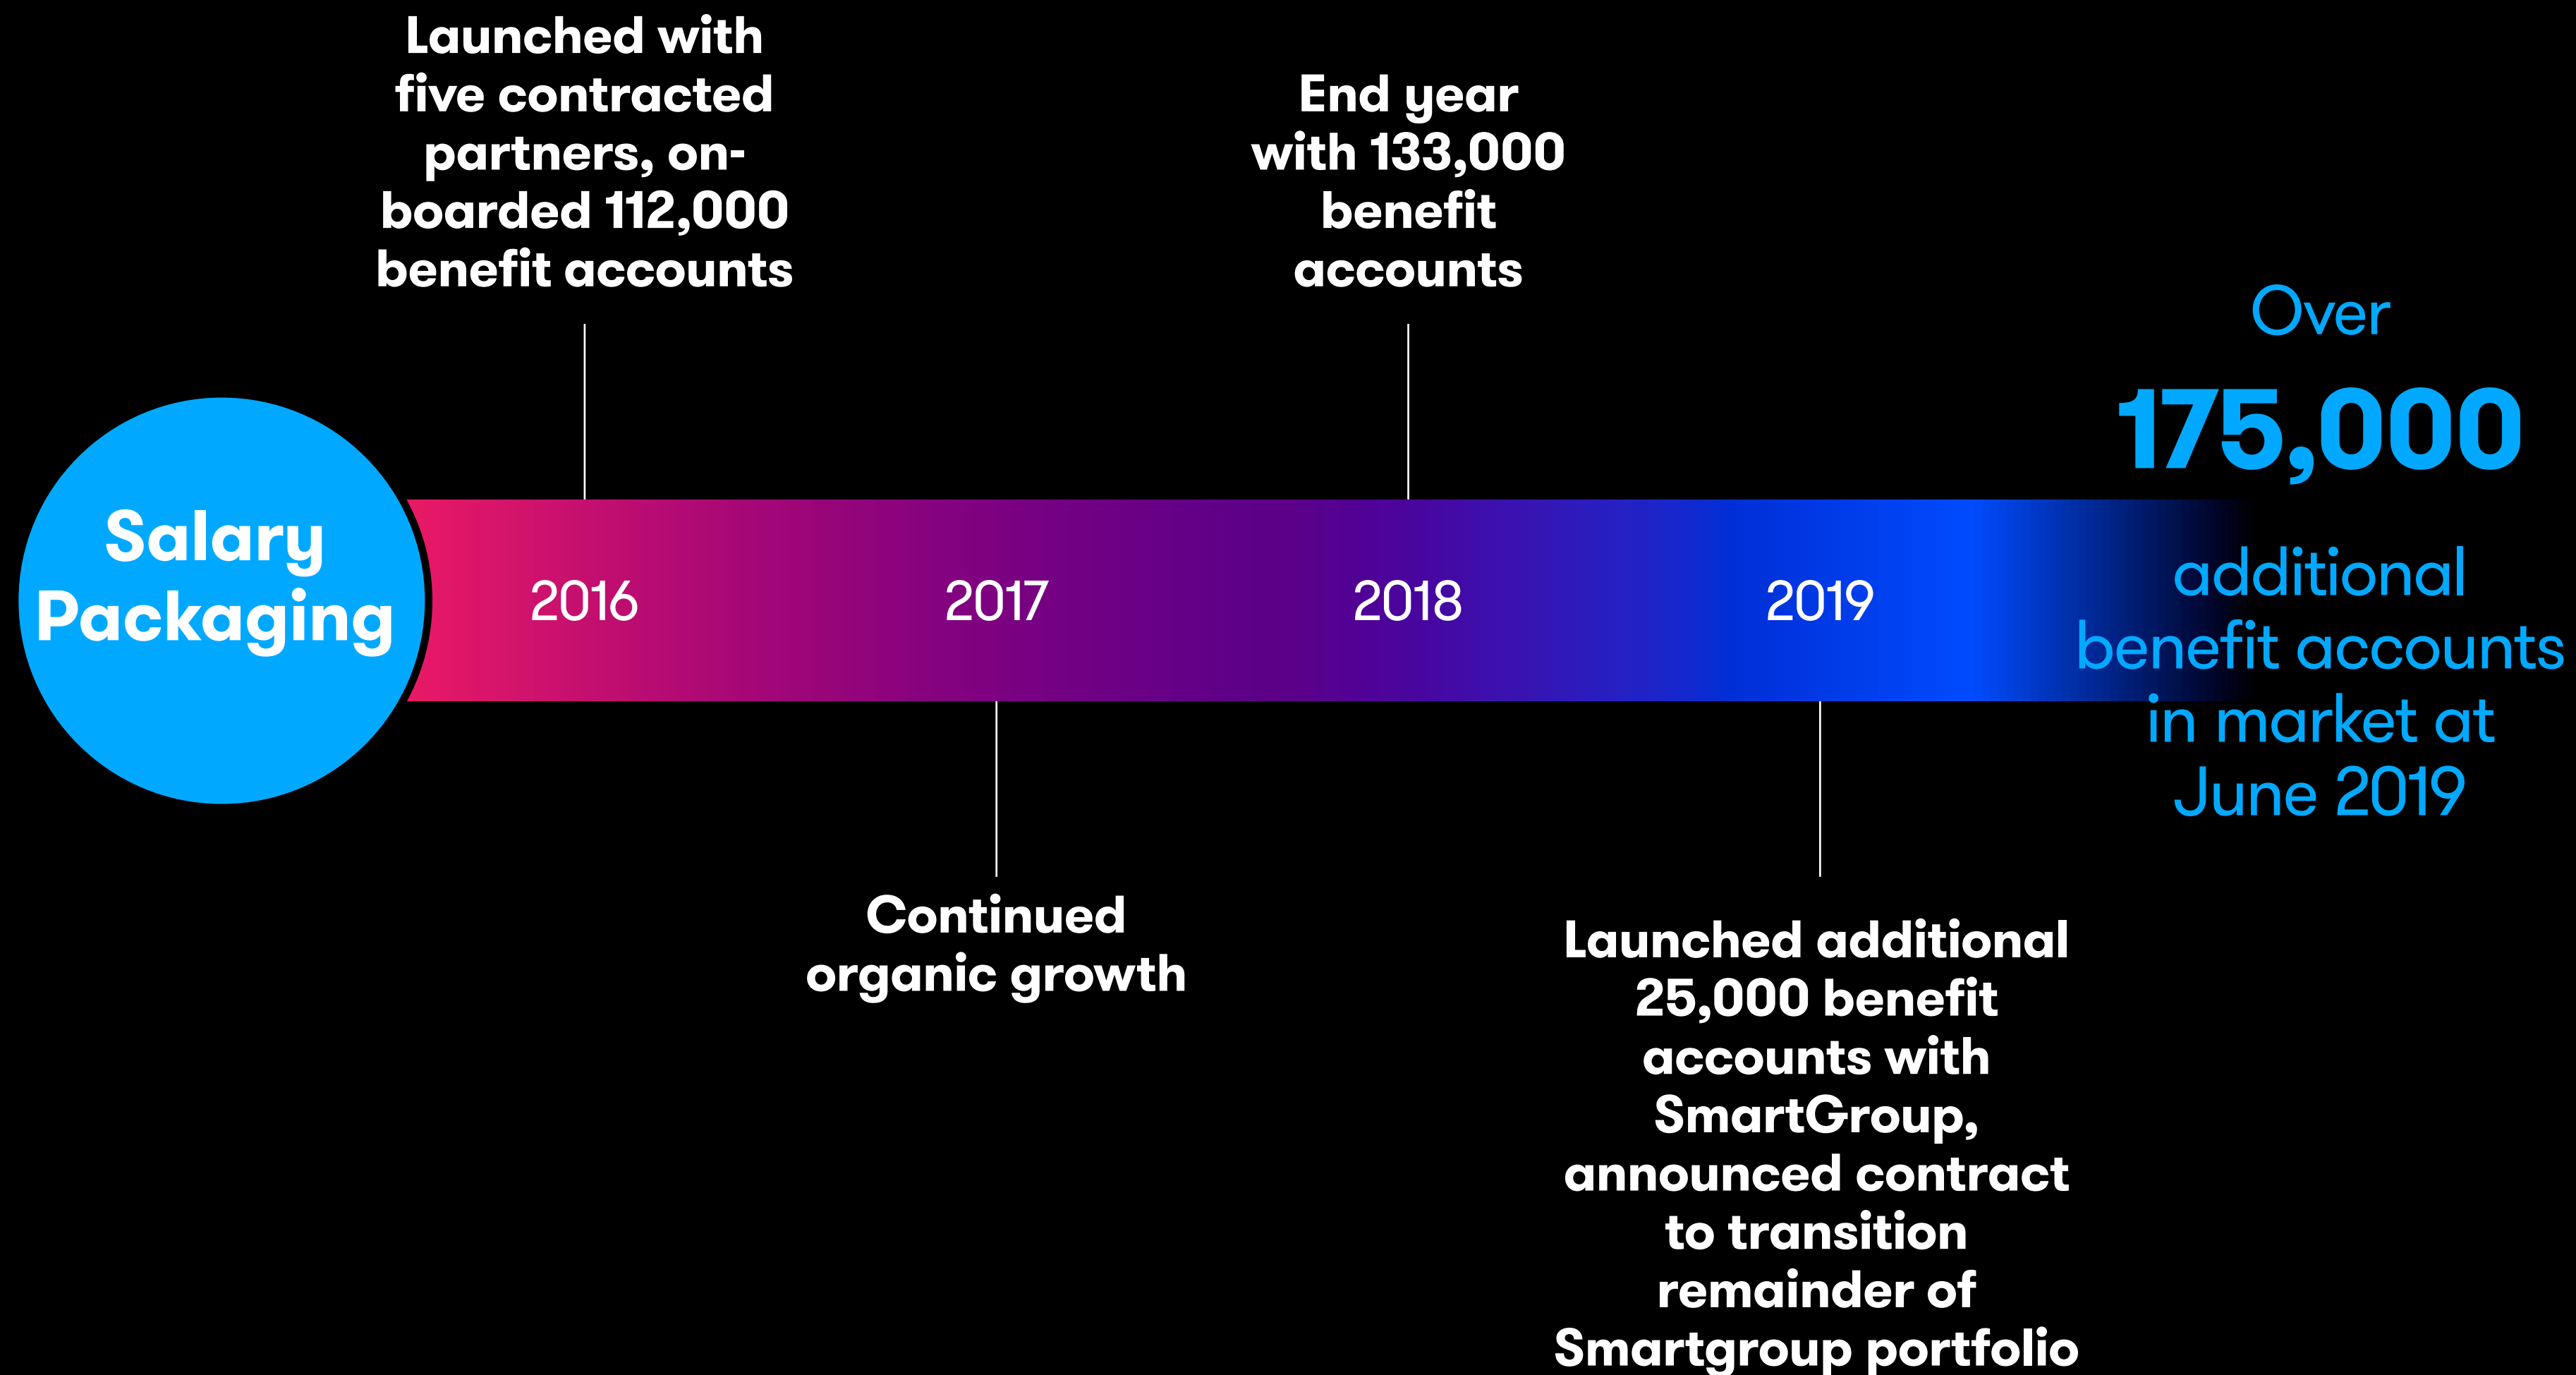 Launched with
five contracted
partners, on-
boarded 112,000
benefit accounts
End year
with 133,000
benefit
accounts
Over
175,000
additional
benefit accounts
in market at
June 2019
Salary
Packaging
2016
2017
2018
2019
Continued
organic growth
Launched additional
25,000 benefit
accounts with
SmartGroup,
announced contract
to transition
remainder of
Smartgroup portfolio